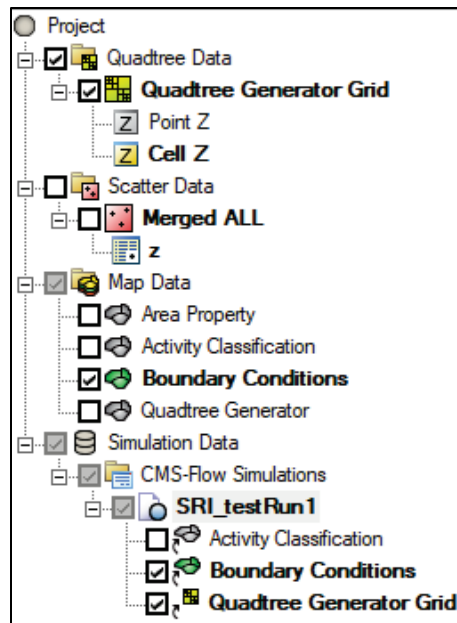 Project
Quadtree Data
Quadtree Generator Grid
Point Z
Cell Z
Scatter Data
Merged ALL
z
Map Data
Area Property
Activity Classification
Boundary Conditions
Quadtree Generator
Simulation Data
CMS-Flow Simulations
SRI_testRun1
Activity Classification
Boundary Conditions
Quadtree Generator Grid